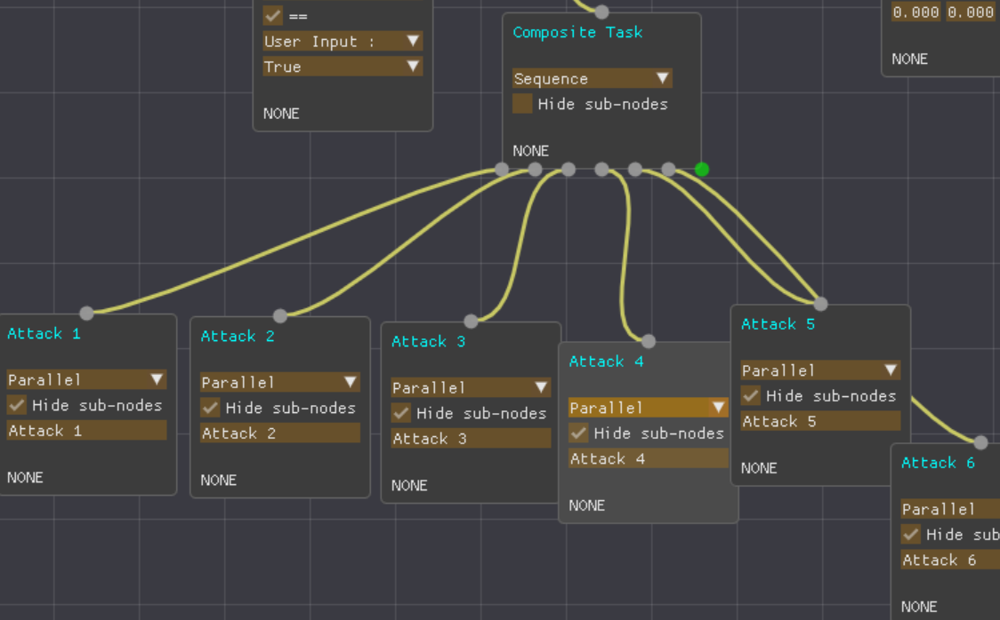 ==
User Input :
True
NONE
Composite Task
Sequence
Hide sub-nodes
NONE
0.000 0.000
NONE
Attack 1
Parallel
Hide sub-nodes
Attack 1
NONE
Attack 2
Parallel
Hide sub-nodes
Attack 2
NONE
Attack 3
Parallel
Hide sub-nodes
Attack 3
NONE
Attack 4
Parallel
Hide sub-nodes
Attack 4
NONE
Attack 5
Parallel
Hide sub-nodes
Attack 5
NONE
Attack 6
Parallel
Hide sub
Attack 6
NONE